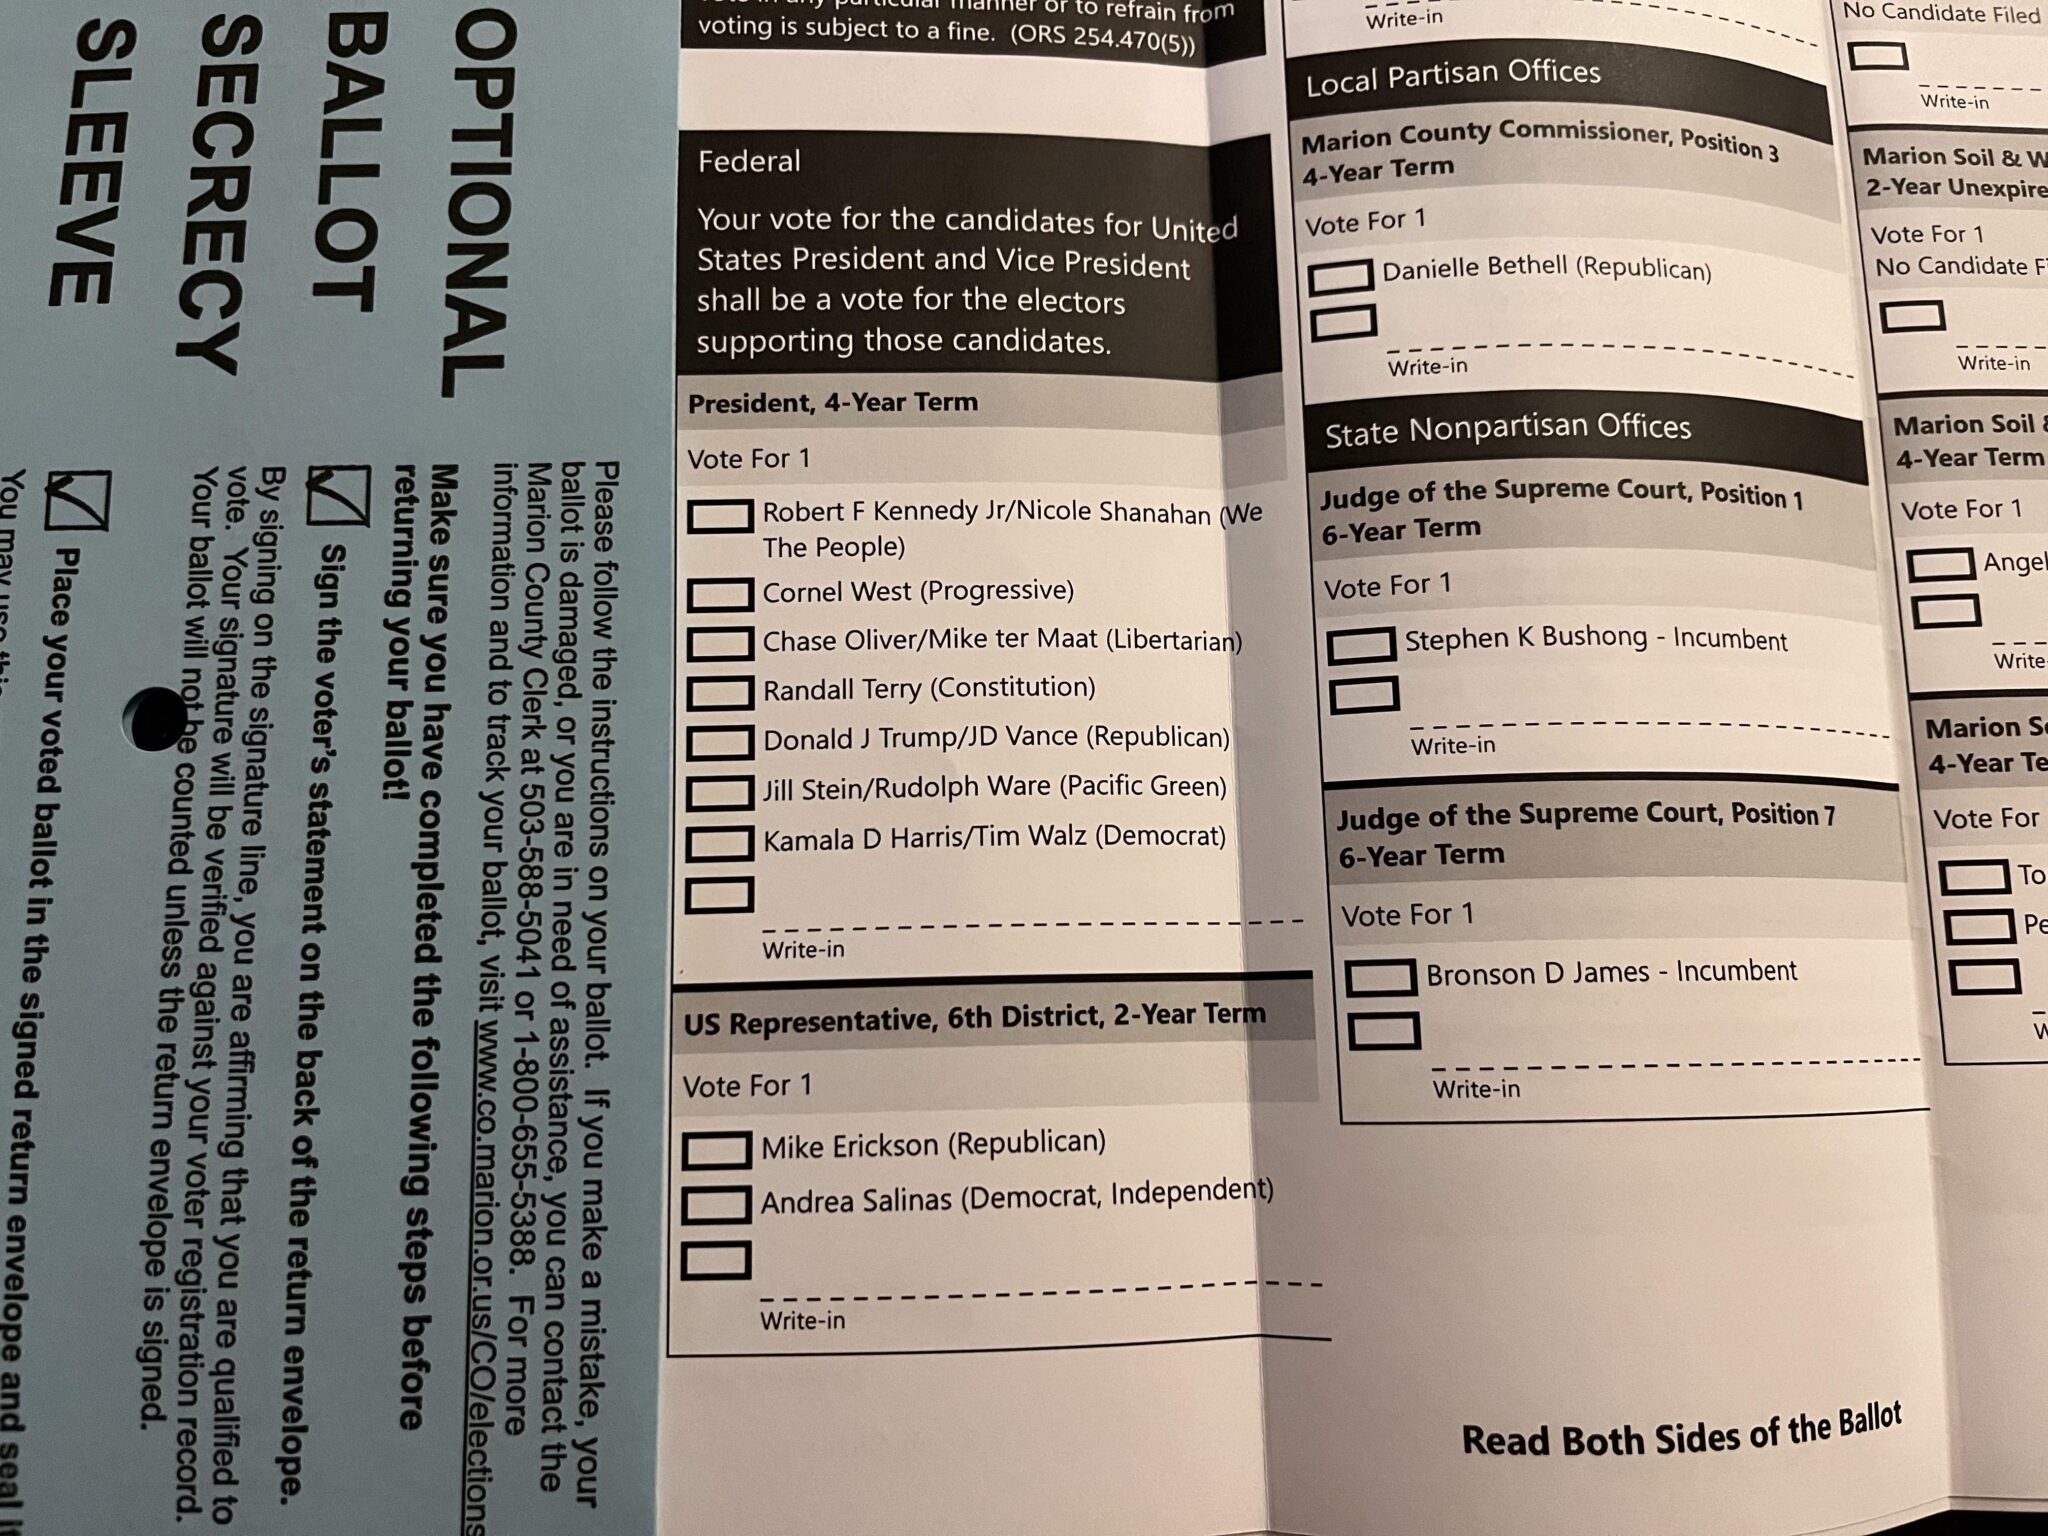 OPTIONAL
BALLOT
SECRECY
SLEEVE
Please follow the instructions on your ballot. If you make a mistake, your
ballot is damaged, or you are in need of assistance, you can contact the
Marion County Clerk at 503-588-5041 or 1-800-655-5388. For more
information and to track your ballot, visit www.co.marion.or.us/CO/elections
Make sure you have completed the following steps before
returning your ballot!
Sign the voter's statement on the back of the return envelope.
By signing on the signature line, you are affirming that you are qualified to
vote. Your signature will be verified against your voter registration record.
Your ballot will not be counted unless the return envelope is signed.
Place your voted ballot in the signed return envelope and seal it
You may use this
vote in any particular manner or to refrain from
voting is subject to a fine. (ORS 254.470(5))
Federal
Your vote for the candidates for United
States President and Vice President
shall be a vote for the electors
supporting those candidates.
President, 4-Year Term
Vote For 1
Robert F Kennedy Jr/Nicole Shanahan (We
The People)
Cornel West (Progressive)
Chase Oliver/Mike ter Maat (Libertarian)
Randall Terry (Constitution)
Donald J Trump/JD Vance (Republican)
Jill Stein/Rudolph Ware (Pacific Green)
Kamala D Harris/Tim Walz (Democrat)
Write-in
US Representative, 6th District, 2-Year Term
Vote For 1
Mike Erickson (Republican)
Andrea Salinas (Democrat, Independent)
Write-in
Write-in
Local Partisan Offices
Marion County Commissioner, Position 3
4-Year Term
Vote For 1
Danielle Bethell (Republican)
Write-in
State Nonpartisan Offices
Judge of the Supreme Court, Position 1
6-Year Term
Vote For 1
Stephen K Bushong - Incumbent
Write-in
Judge of the Supreme Court, Position 7
6-Year Term
Vote For 1
Bronson D James - Incumbent
Write-in
Read Both Sides of the Ballot
No Candidate Filed
Write-in
Marion Soil & W
2-Year Unexpire
Vote For 1
No Candidate F
Write-in
Marion Soil &
4-Year Term
Vote For 1
Angel
Write-
Marion So
4-Year Te
Vote For
To
Pe
W